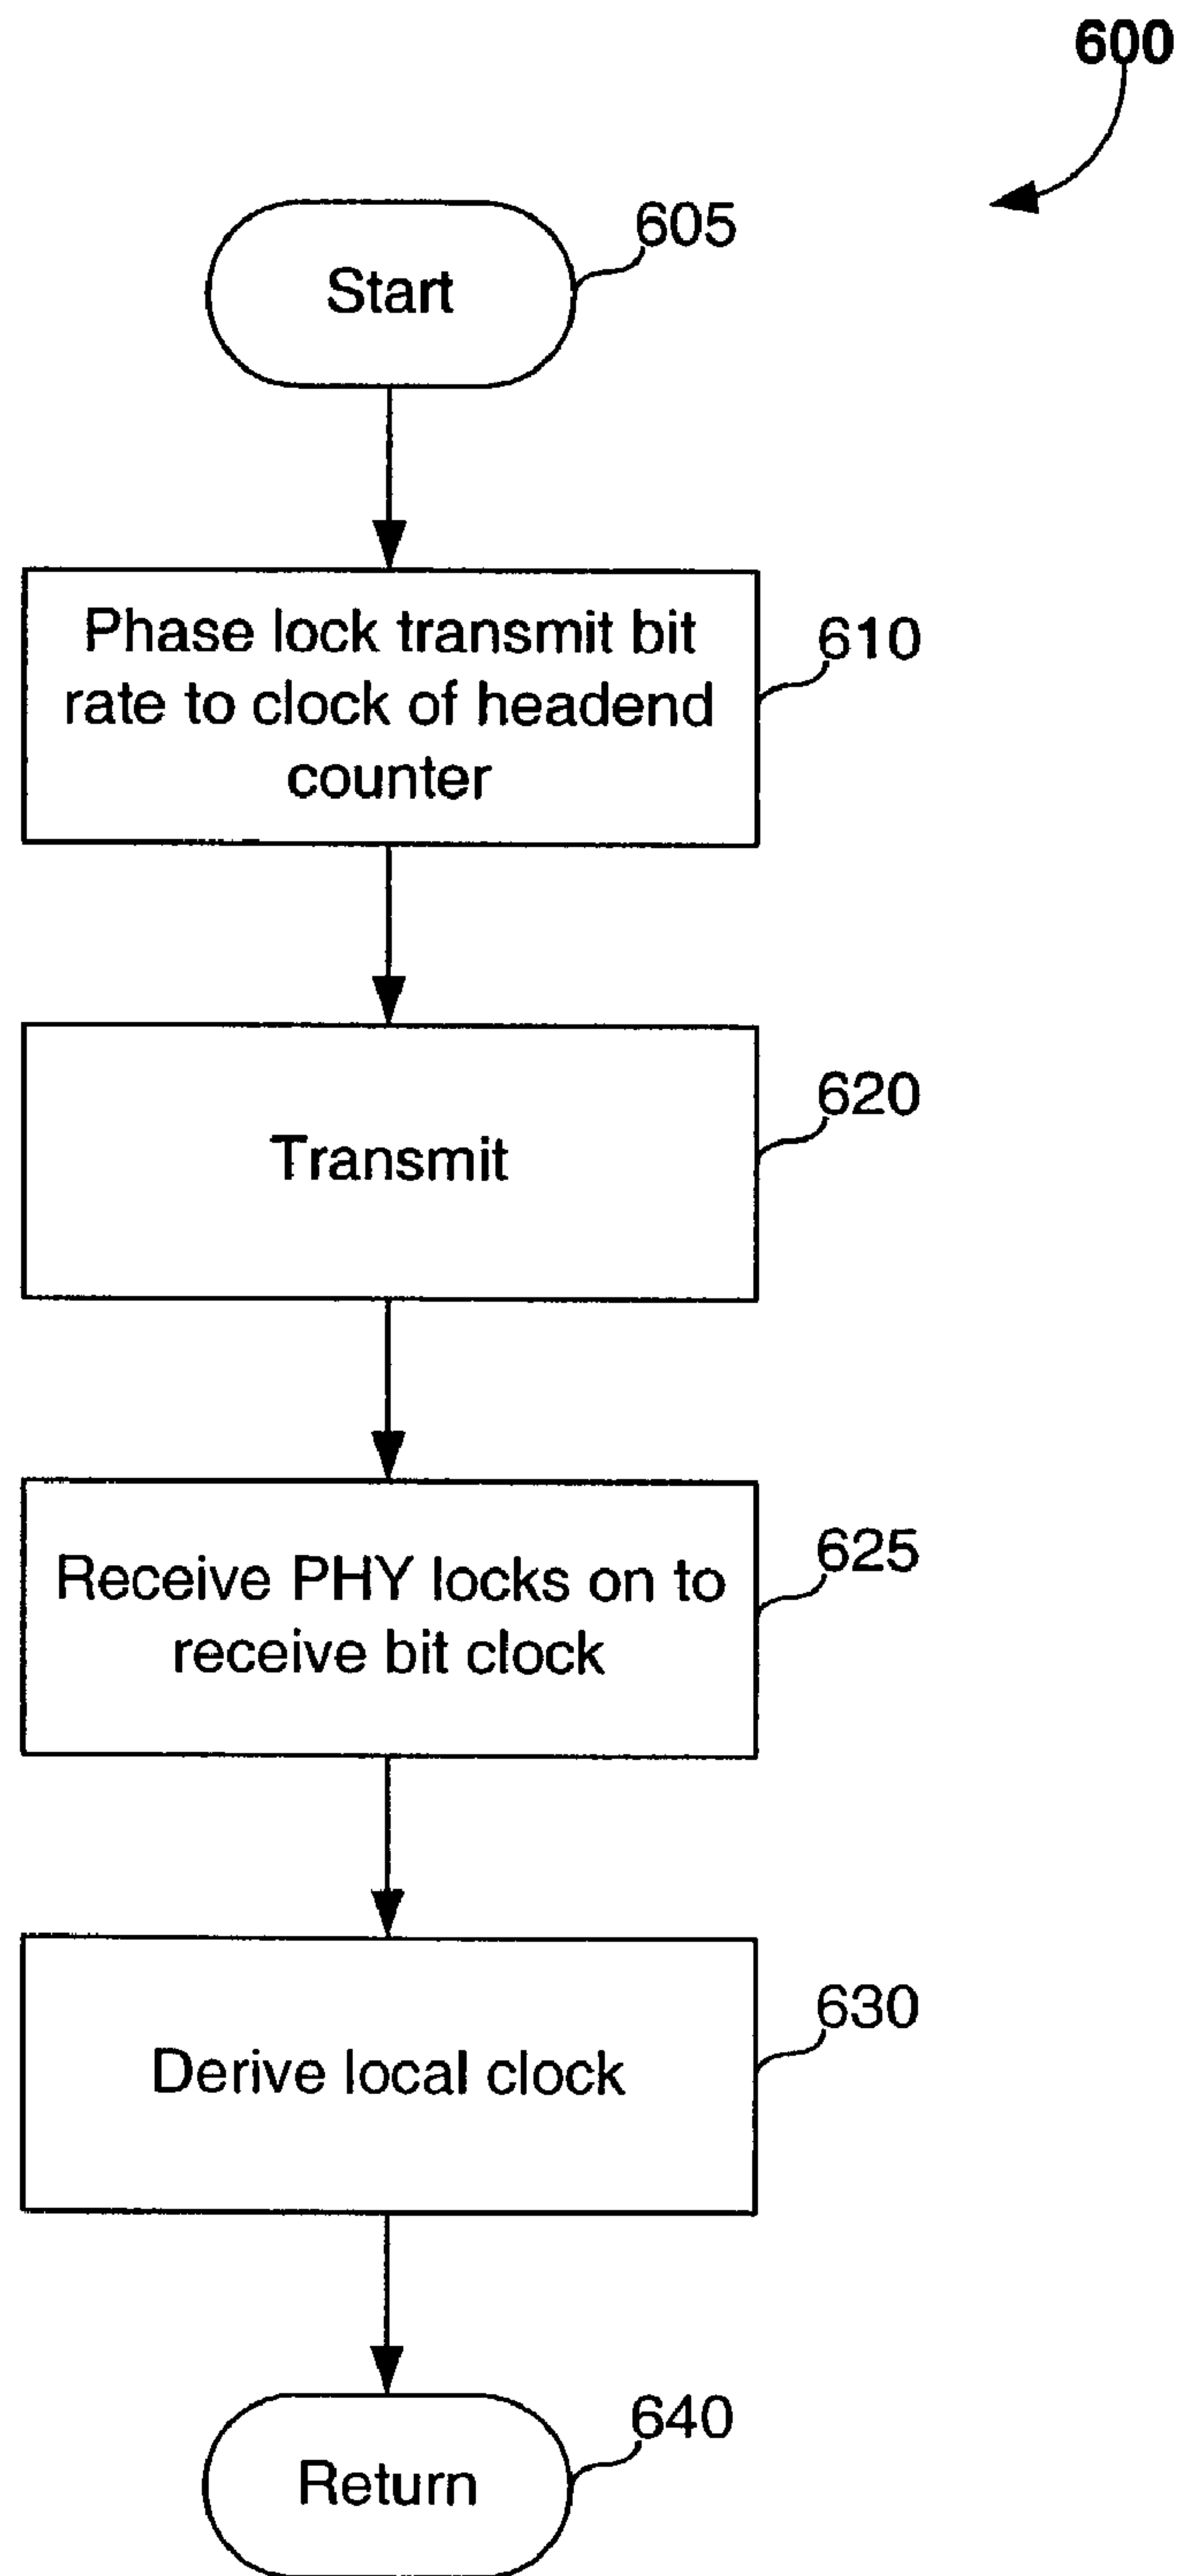 600
605
Start
Phase lock transmit bit
rate to clock of headend
counter
610
Transmit
620
Receive PHY locks on to
receive bit clock
625
Derive local clock
630
Return
640